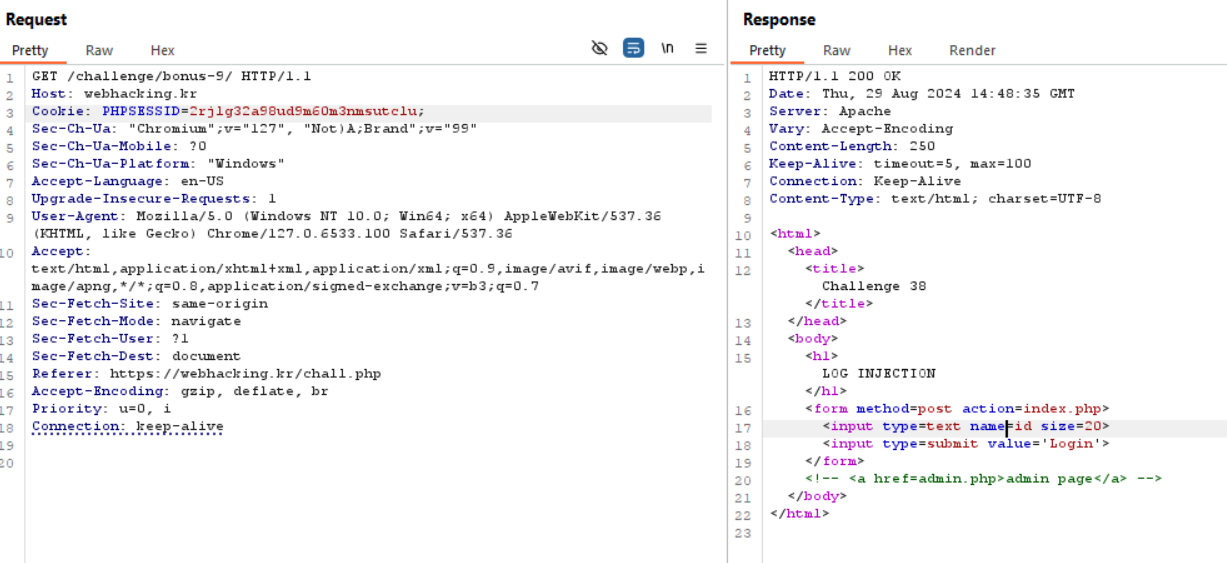 Request
Pretty Raw Hex
\n
1 GET /challenge/bonus-9/ HTTP/1.1
2 Host: webhacking.kr
3 Cookie: PHPSESSID=2rjlg32a98ud9m60m3nmsutclu;
4 Sec-Ch-Ua: "Chromium";v="127", "Not)A;Brand";v="99"
5 Sec-Ch-Ua-Mobile: ?0
6 Sec-Ch-Ua-Platform: "Windows"
7 Accept-Language: en-US
8 Upgrade-Insecure-Requests: 1
9 User-Agent: Mozilla/5.0 (Windows NT 10.0; Win64; x64) AppleWebKit/537.36
(KHTML, like Gecko) Chrome/127.0.6533.100 Safari/537.36
10 Accept:
text/html,application/xhtml+xml,application/xml;q=0.9,image/avif,image/webp,i
mage/apng,*/*;q=0.8,application/signed-exchange;v=b3;q=0.7
11 Sec-Fetch-Site: same-origin
12 Sec-Fetch-Mode: navigate
13 Sec-Fetch-User: ?1
14 Sec-Fetch-Dest: document
15 Referer: https://webhacking.kr/chall.php
16 Accept-Encoding: gzip, deflate, br
17 Priority: u=0, i
18 Connection: keep-alive
19
20
Response
Pretty Raw Hex Render
1 HTTP/1.1 200 OK
2 Date: Thu, 29 Aug 2024 14:48:35 GMT
3 Server: Apache
4 Vary: Accept-Encoding
5 Content-Length: 250
6 Keep-Alive: timeout=5, max=100
7 Connection: Keep-Alive
8 Content-Type: text/html; charset=UTF-8
9
10 <html>
11 <head>
12 <title>
Challenge 38
</title>
13 </head>
14 <body>
15 <h1>
LOG INJECTION
</h1>
16 <form method=post action=index.php>
17 <input type=text name=id size=20>
18 <input type=submit value='Login'>
19 </form>
20 <!-- <a href=admin.php>admin page</a> -->
21 </body>
22 </html>
23